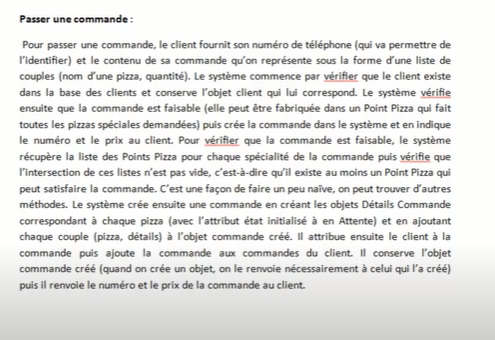 Passer une commande :
Pour passer une commande, le client fournit son numéro de téléphone (qui va permettre de
l'identifier) et le contenu de sa commande qu'on représente sous la forme d'une liste de
couples (nom d'une pizza, quantité). Le système commence par vérifier que le client existe
dans la base des clients et conserve l'objet client qui lui correspond. Le système vérifie
ensuite que la commande est faisable (elle peut être fabriquée dans un Point Pizza qui fait
toutes les pizzas spéciales demandées) puis crée la commande dans le système et en indique
le numéro et le prix au client. Pour vérifier que la commande est faisable, le système
récupère la liste des Points Pizza pour chaque spécialité de la commande puis vérifie que
l'intersection de ces listes n'est pas vide, c'est-à-dire qu'il existe au moins un Point Pizza qui
peut satisfaire la commande. C'est une façon de faire un peu naïve, on peut trouver d'autres
méthodes. Le système crée ensuite une commande en créant les objets Détails Commande
correspondant à chaque pizza (avec l'attribut état initialisé à en Attente) et en ajoutant
chaque couple (pizza, détails) à l'objet commande créé. Il attribue ensuite le client à la
commande puis ajoute la commande aux commandes du client. Il conserve l'objet
commande créé (quand on crée un objet, on le renvoie nécessairement à celui qui l'a créé)
puis il renvoie le numéro et le prix de la commande au client.